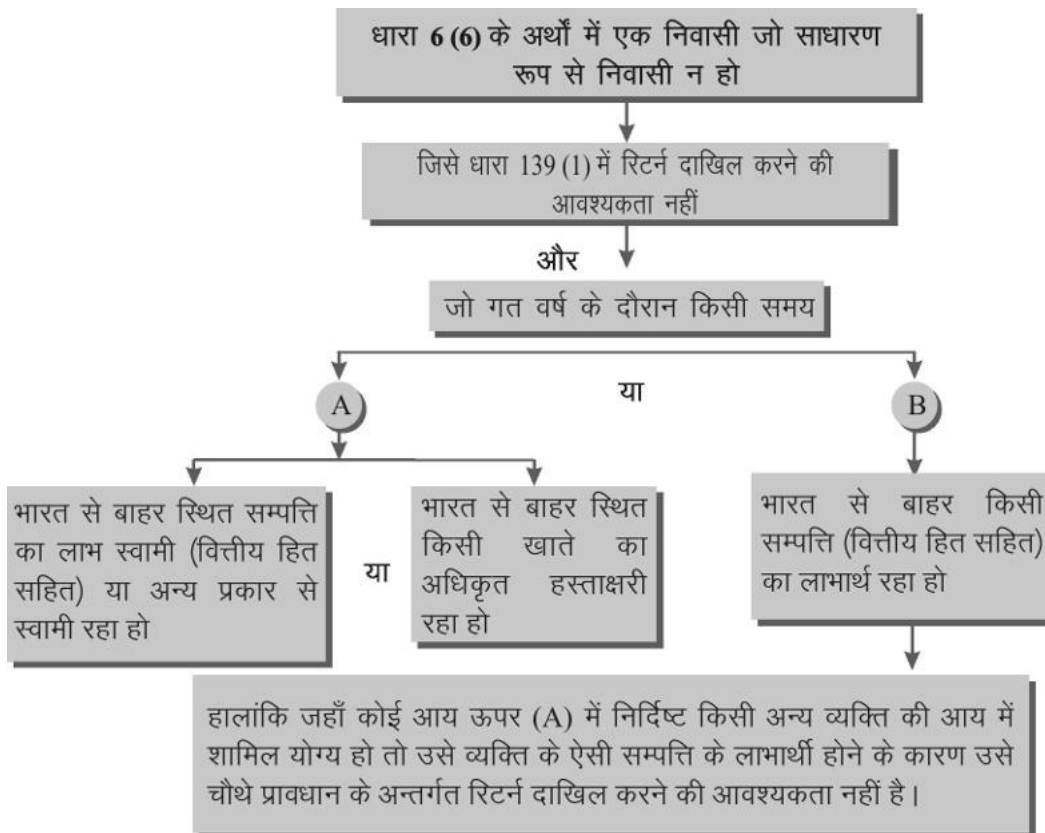 धारा 6 (6) के अर्थों में एक निवासी जो साधारण
रूप से निवासी न हो
जिसे धारा 139 (1) में रिटर्न दाखिल करने की
आवश्यकता नहीं
और
जो गत वर्ष के दौरान किसी समय
A
या
B
भारत से बाहर स्थित सम्पत्ति
का लाभ स्वामी (वित्तीय हित
सहित) या अन्य प्रकार से
स्वामी रहा हो
या
भारत से बाहर स्थित
किसी खाते का
अधिकृत हस्ताक्षरी
रहा हो
भारत से बाहर किसी
सम्पत्ति (वित्तीय हित सहित)
का लाभार्थ रहा हो
हालांकि जहाँ कोई आय ऊपर (A) में निर्दिष्ट किसी अन्य व्यक्ति की आय में
शामिल योग्य हो तो उसे व्यक्ति के ऐसी सम्पत्ति के लाभार्थी होने के कारण उसे
चौथे प्रावधान के अन्तर्गत रिटर्न दाखिल करने की आवश्यकता नहीं है।